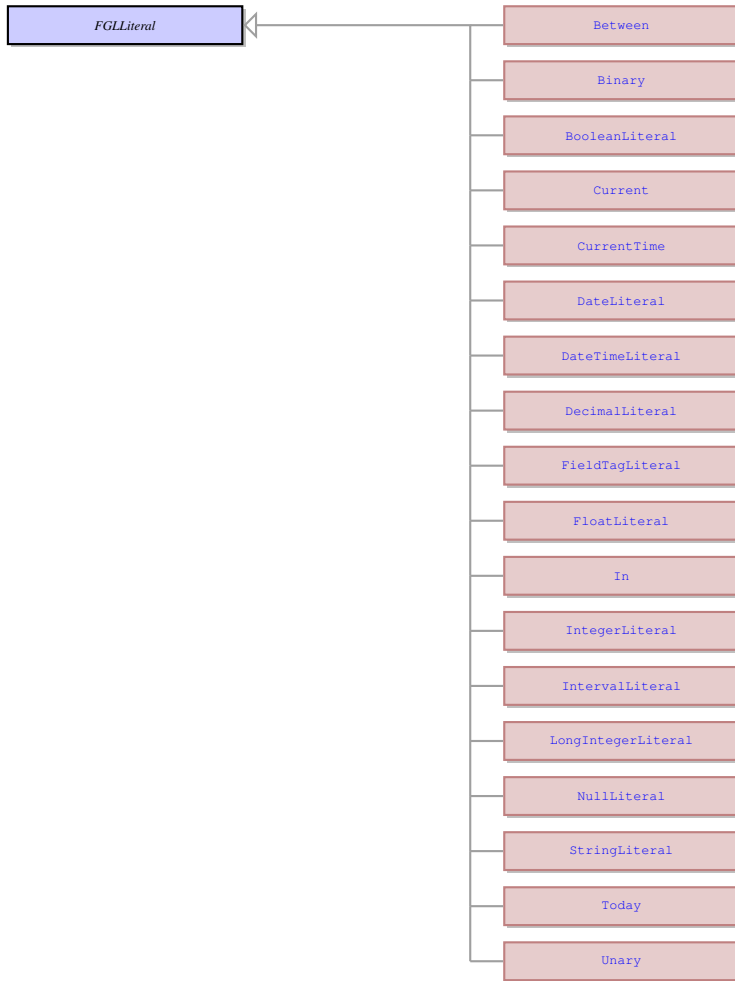 FGLLiteral
Between
Binary
BooleanLiteral
Current
CurrentTime
DateLiteral
DateTimeLiteral
DecimalLiteral
FieldTagLiteral
FloatLiteral
In
IntegerLiteral
IntervalLiteral
LongIntegerLiteral
NullLiteral
StringLiteral
Today
Unary